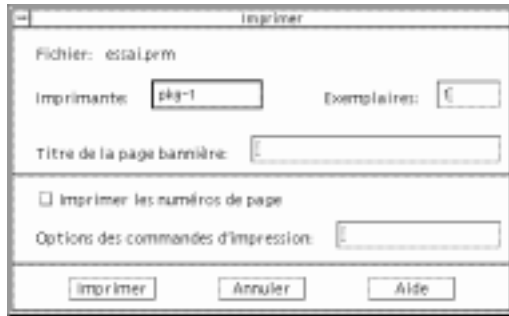 Imprimer
Fichier: essai.prm
Imprimante: pkg-1 Exemplaires: 1
Titre de la page bannière:
Imprimer les numéros de page
Options des commandes d'impression:
Imprimer Annuler Aide